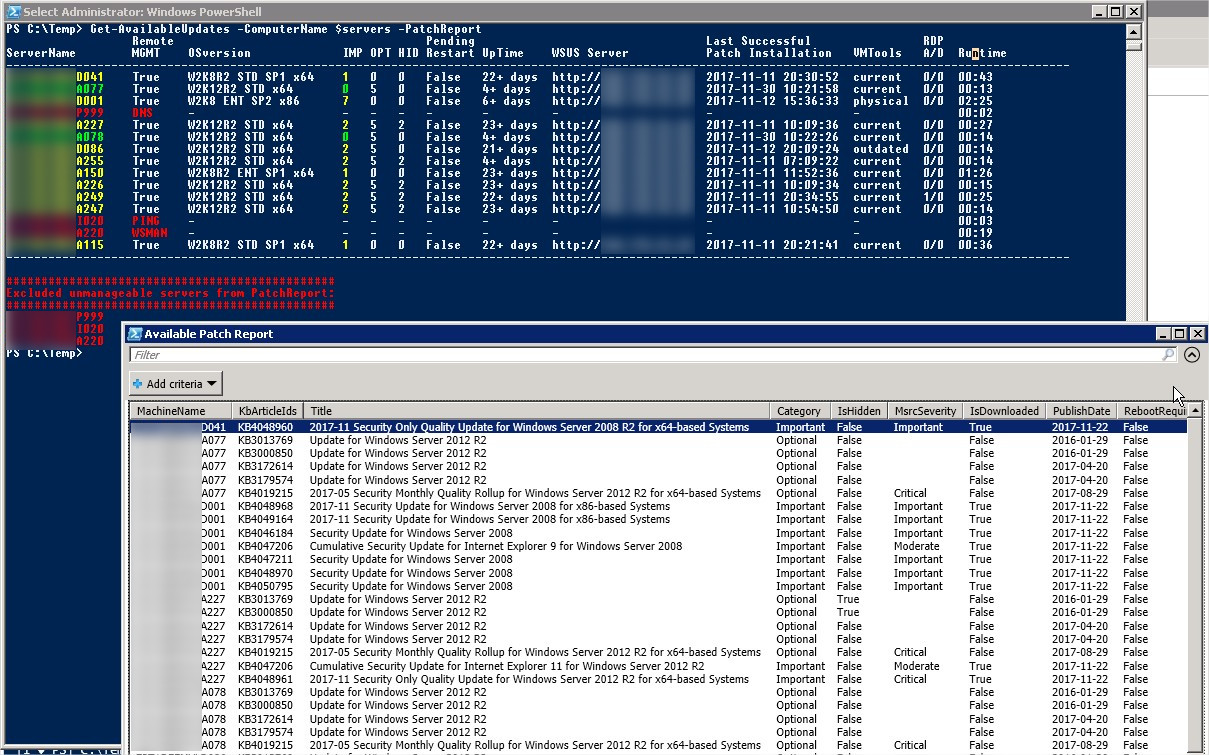 Select Administrator: Windows PowerShell
PS C:\Temp> Get-AvailableUpdates -ComputerName $servers -PatchReport
Remote Pending Last Successful RDP
ServerName MGMT OSversion IMP OPT HID Restart UpTime WSUS Server Patch Installation VMTools A/D Runtime
D041 True W2K8R2 STD SP1 x64 1 0 0 False 22+ days http:// 2017-11-11 20:30:52 current 0/0 00:43
A077 True W2K12R2 STD x64 0 5 0 False 4+ days http:// 2017-11-30 10:21:58 current 0/0 00:13
D001 True W2K8 ENT SP2 x86 7 0 0 False 6+ days http:// 2017-11-12 15:36:33 physical 0/0 02:25
P999 DNS - - - - - - - - - - 00:02
A227 True W2K12R2 STD x64 2 5 2 False 23+ days http:// 2017-11-11 10:09:36 current 0/0 00:27
A078 True W2K12R2 STD x64 0 5 0 False 4+ days http:// 2017-11-30 10:22:26 current 0/0 00:14
D086 True W2K12R2 STD x64 2 5 2 False 21+ days http:// 2017-11-12 20:09:24 outdated 0/0 00:14
A255 True W2K12R2 STD x64 2 5 2 False 4+ days http:// 2017-11-11 07:09:22 current 0/0 00:14
A150 True W2K8R2 ENT SP1 x64 1 0 0 False 23+ days http:// 2017-11-11 11:52:36 current 0/0 01:26
A226 True W2K12R2 STD x64 2 5 2 False 23+ days http:// 2017-11-11 10:09:34 current 0/0 00:15
A249 True W2K12R2 STD x64 2 5 2 False 22+ days http:// 2017-11-11 20:34:55 current 1/0 00:25
A247 True W2K12R2 STD x64 2 5 2 False 23+ days http:// 2017-11-11 10:54:50 current 0/0 00:14
I020 PING - - - - - - - - - - 00:03
A220 WSMAN - - - - - - - - - - 00:19
A115 True W2K8R2 STD SP1 x64 1 0 0 False 22+ days http:// 2017-11-11 20:21:41 current 0/0 00:36
###############################################
Excluded unmanageable servers from PatchReport:
###############################################
P999
I020
A220
PS C:\Temp>
Available Patch Report
Filter
Add criteria
MachineName KbArticleIds Title Category IsHidden MsrcSeverity IsDownloaded PublishDate RebootRequi
D041 KB4048960 2017-11 Security Only Quality Update for Windows Server 2008 R2 for x64-based Systems Important False Important True 2017-11-22 False
A077 KB3013769 Update for Windows Server 2012 R2 Optional False False 2016-01-29 False
A077 KB3000850 Update for Windows Server 2012 R2 Optional False False 2016-01-29 False
A077 KB3172614 Update for Windows Server 2012 R2 Optional False False 2017-04-20 False
A077 KB3179574 Update for Windows Server 2012 R2 Optional False False 2017-04-20 False
A077 KB4019215 2017-05 Security Monthly Quality Rollup for Windows Server 2012 R2 for x64-based Systems Optional False Critical False 2017-08-29 False
D001 KB4048968 2017-11 Security Update for Windows Server 2008 for x86-based Systems Important False Important True 2017-11-22 False
D001 KB4049164 2017-11 Security Update for Windows Server 2008 for x86-based Systems Important False Important True 2017-11-22 False
D001 KB4046184 Security Update for Windows Server 2008 Important False Important True 2017-11-22 False
D001 KB4047206 Cumulative Security Update for Internet Explorer 9 for Windows Server 2008 Important False Moderate True 2017-11-22 False
D001 KB4047211 Security Update for Windows Server 2008 Important False Important True 2017-11-22 False
D001 KB4048970 Security Update for Windows Server 2008 Important False Important True 2017-11-22 False
D001 KB4050795 Security Update for Windows Server 2008 Important False Important True 2017-11-22 False
A227 KB3013769 Update for Windows Server 2012 R2 Optional True False 2016-01-29 False
A227 KB3000850 Update for Windows Server 2012 R2 Optional True False 2016-01-29 False
A227 KB3172614 Update for Windows Server 2012 R2 Optional False False 2017-04-20 False
A227 KB3179574 Update for Windows Server 2012 R2 Optional False False 2017-04-20 False
A227 KB4019215 2017-05 Security Monthly Quality Rollup for Windows Server 2012 R2 for x64-based Systems Optional False Critical False 2017-08-29 False
A227 KB4047206 Cumulative Security Update for Internet Explorer 11 for Windows Server 2012 R2 Important False Moderate True 2017-11-22 False
A227 KB4048961 2017-11 Security Only Quality Update for Windows Server 2012 R2 for x64-based Systems Important False Critical True 2017-11-22 False
A078 KB3013769 Update for Windows Server 2012 R2 Optional False False 2016-01-29 False
A078 KB3000850 Update for Windows Server 2012 R2 Optional False False 2016-01-29 False
A078 KB3172614 Update for Windows Server 2012 R2 Optional False False 2017-04-20 False
A078 KB3179574 Update for Windows Server 2012 R2 Optional False False 2017-04-20 False
A078 KB4019215 2017-05 Security Monthly Quality Rollup for Windows Server 2012 R2 for x64-based Systems Optional False Critical False 2017-08-29 False